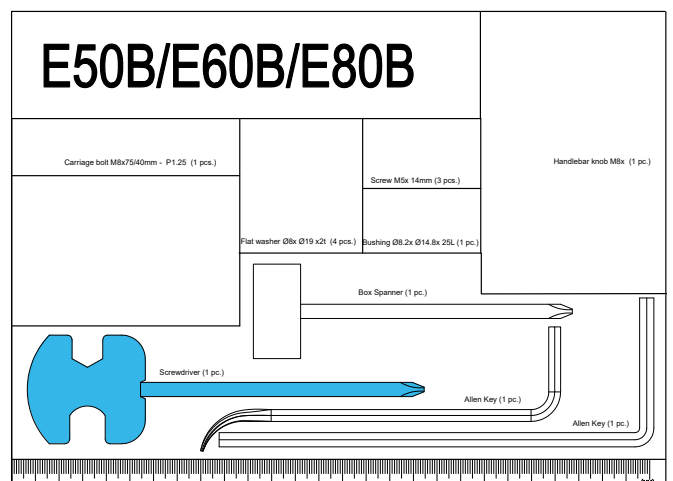 E50B/E60B/E80B
Carriage bolt M8x75/40mm - P1.25 (1 pcs.)
Handlebar knob M8x (1 pc.)
Screw M5x 14mm (3 pcs.)
Flat washer Ø8x Ø19 x2t (4 pcs.)
Bushing Ø8.2x Ø14.8x 25L (1 pc.)
Box Spanner (1 pc.)
Screwdriver (1 pc.)
Allen Key (1 pc.)
Allen Key (1 pc.)